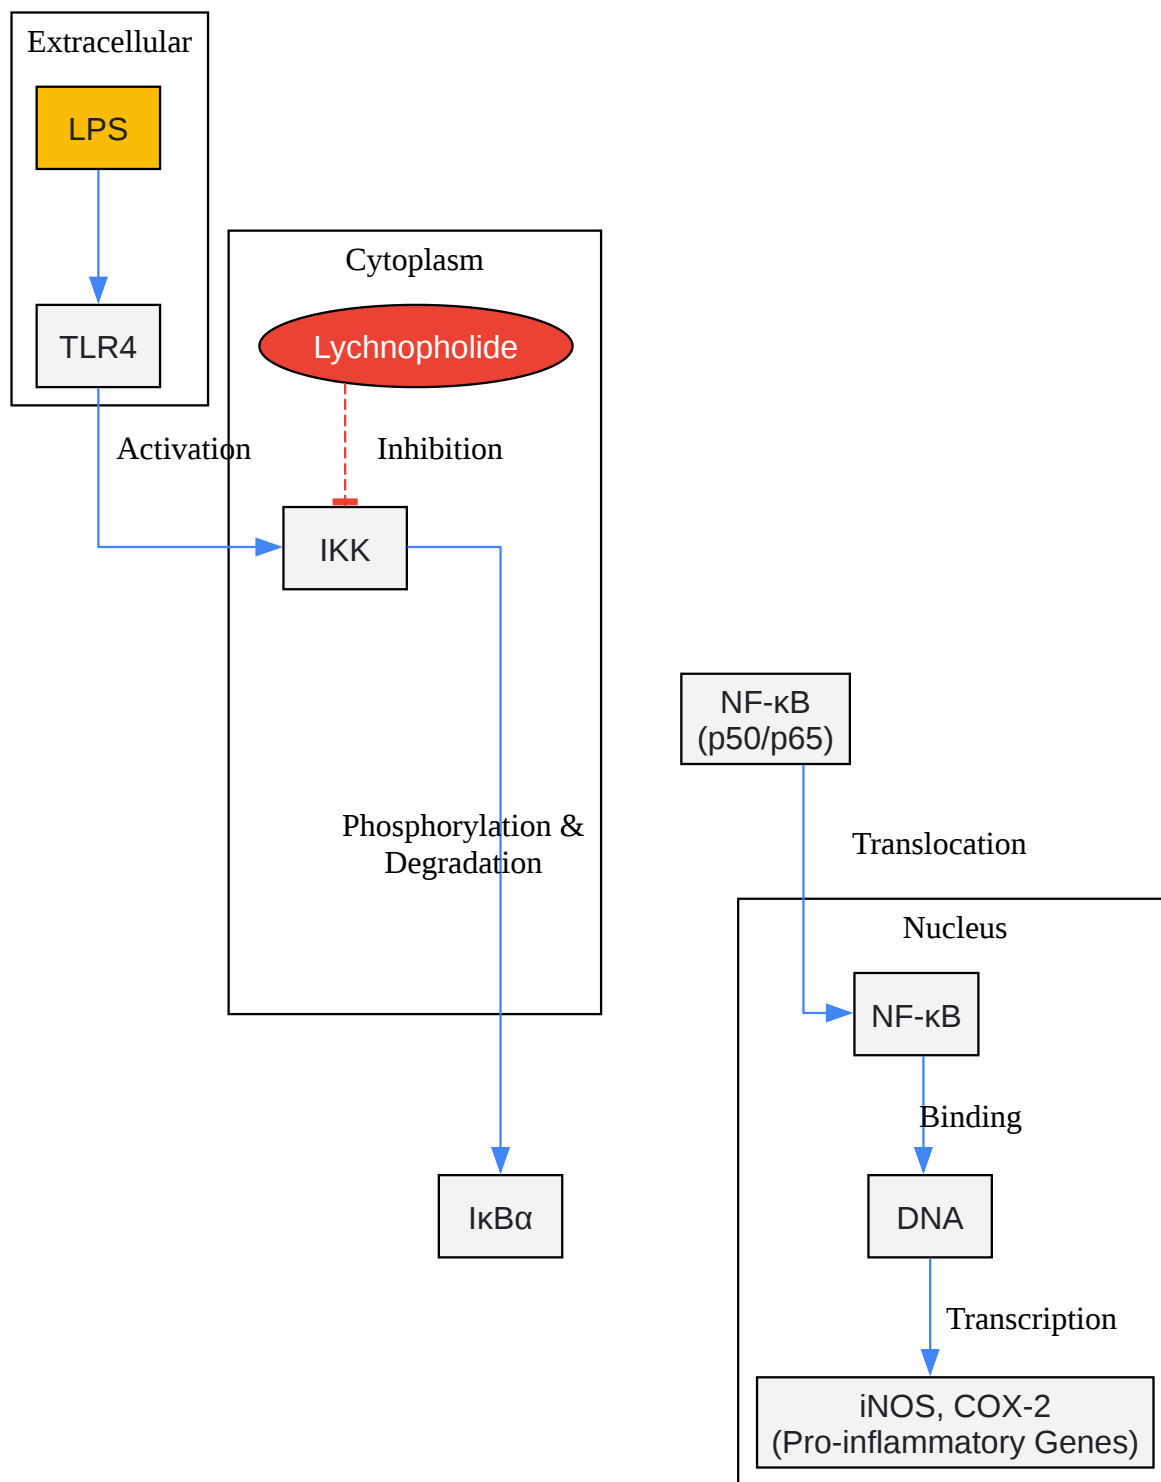 Extracellular
LPS
TLR4
Activation
Cytoplasm
Lychnopholide
Inhibition
IKK
Phosphorylation &
Degradation
IκBα
NF-κB
(p50/p65)
Translocation
Nucleus
NF-κB
Binding
DNA
Transcription
iNOS, COX-2
(Pro-inflammatory Genes)